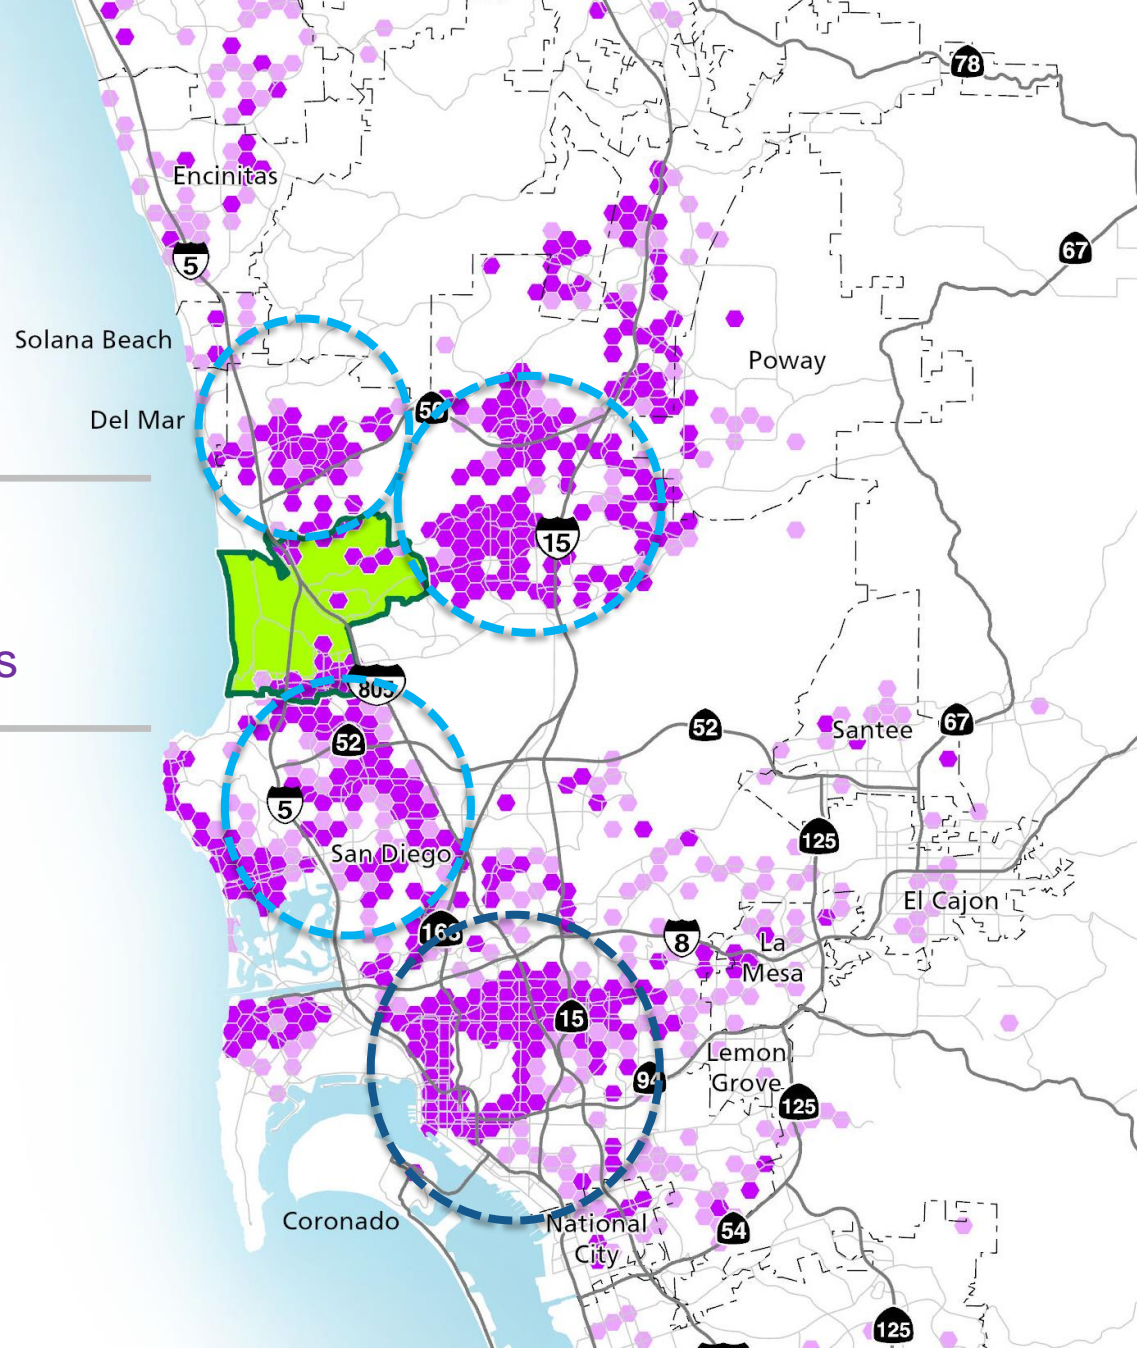 78
Encinitas
67
5
Solana Beach
Poway
Del Mar
15
s
805
52
52
Santee
67
5
125
San Diego
El Cajon
163
8
La
Mesa
15
Lemon
Grove
94
125
Coronado
National
City
54
125